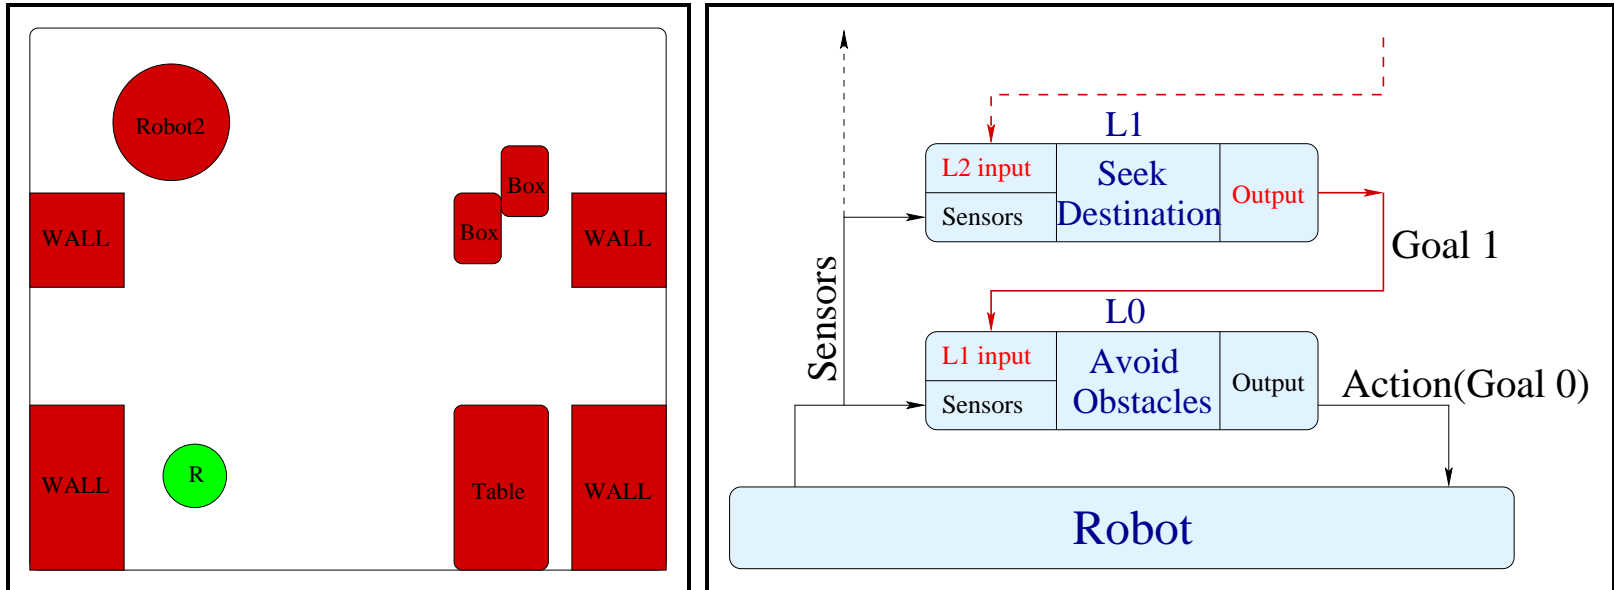 Robot2
Box
Box
WALL
WALL
WALL
R
Table
WALL
L1
L2 input
Sensors
Seek
Destination
Output
Goal 1
Sensors
L0
L1 input
Sensors
Avoid
Obstacles
Output
Action(Goal 0)
Robot